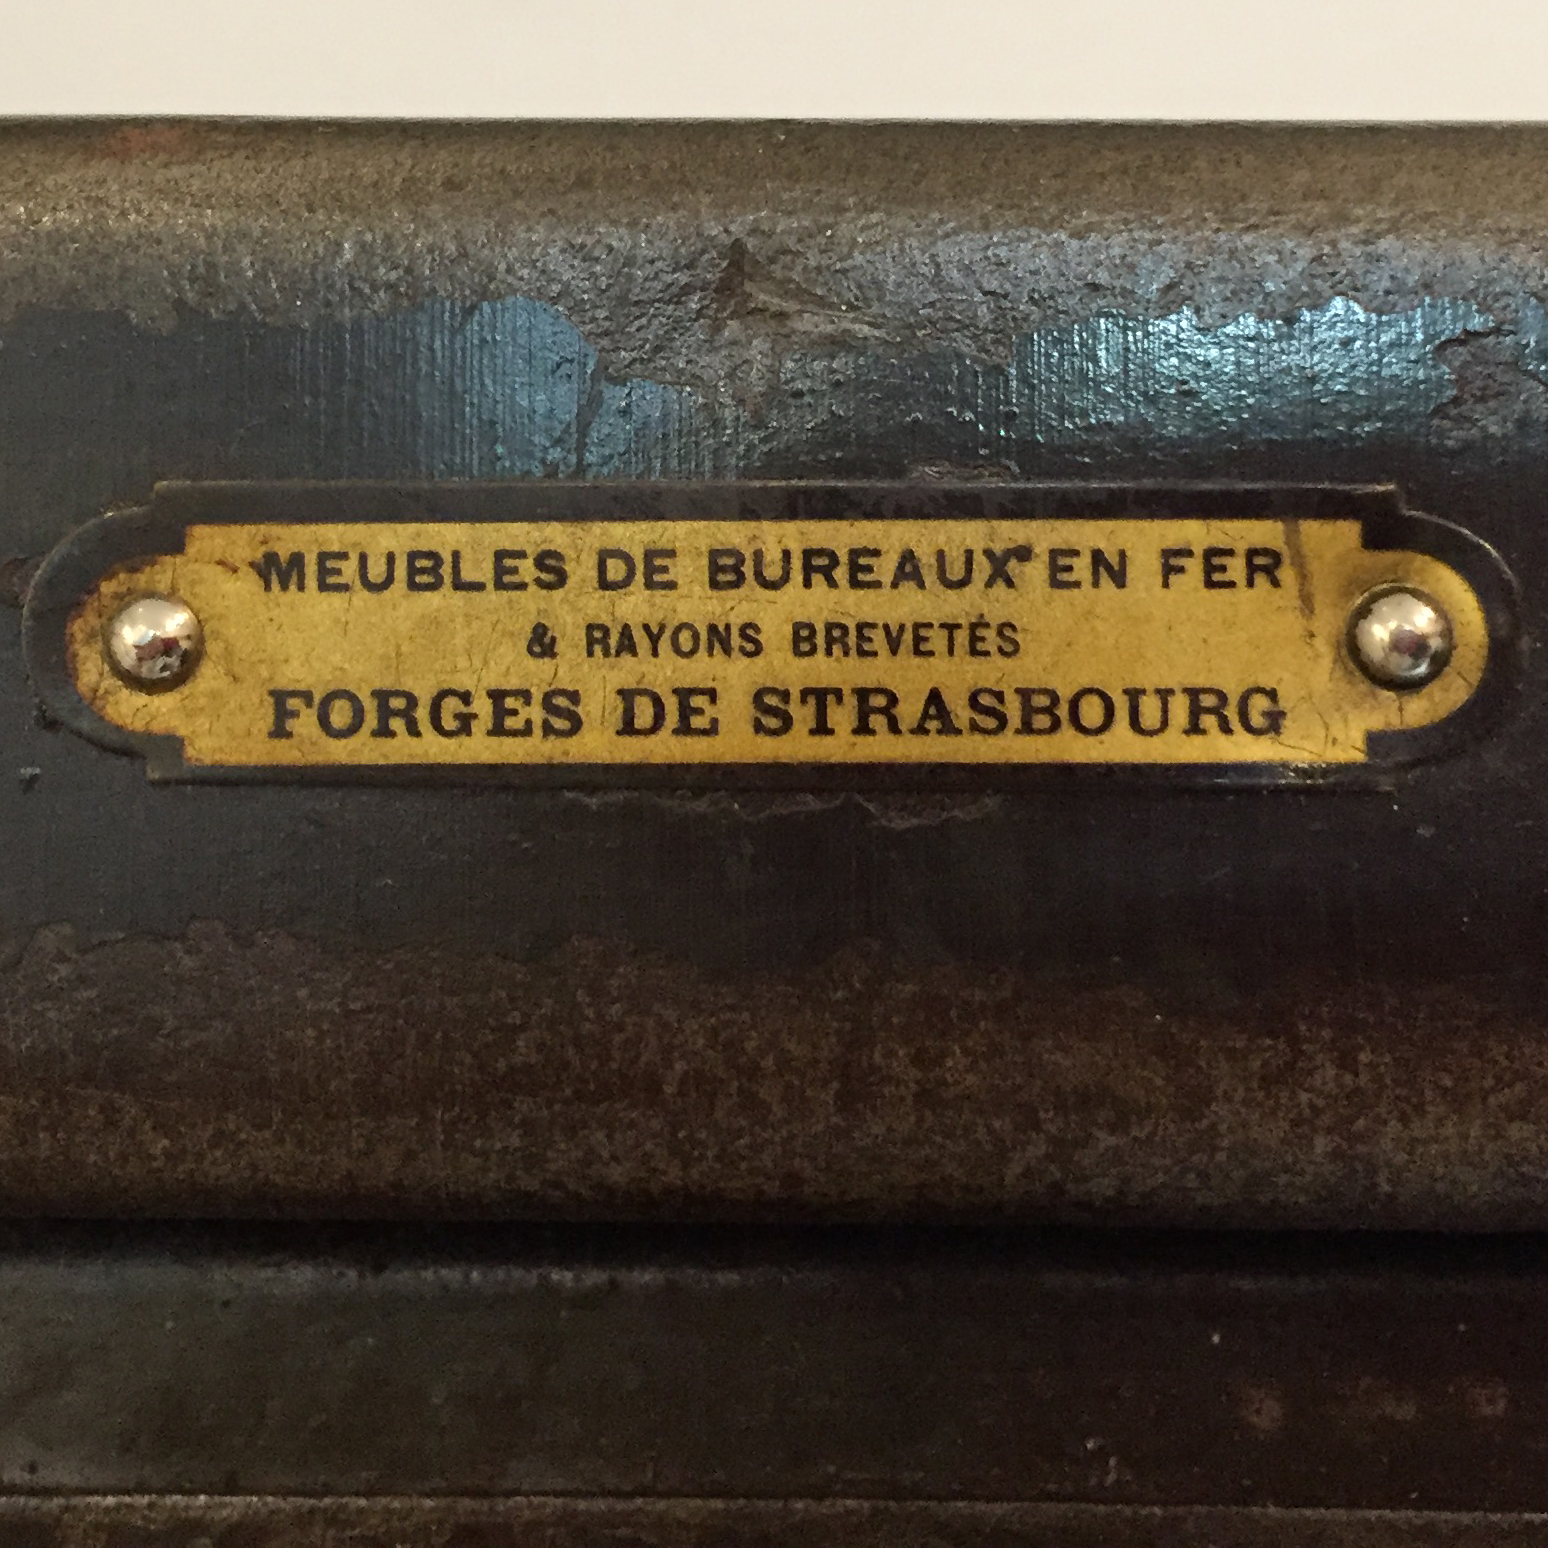 MEUBLES DE BUREAUX EN FER
& RAYONS BREVETÉS
FORGES DE STRASBOURG